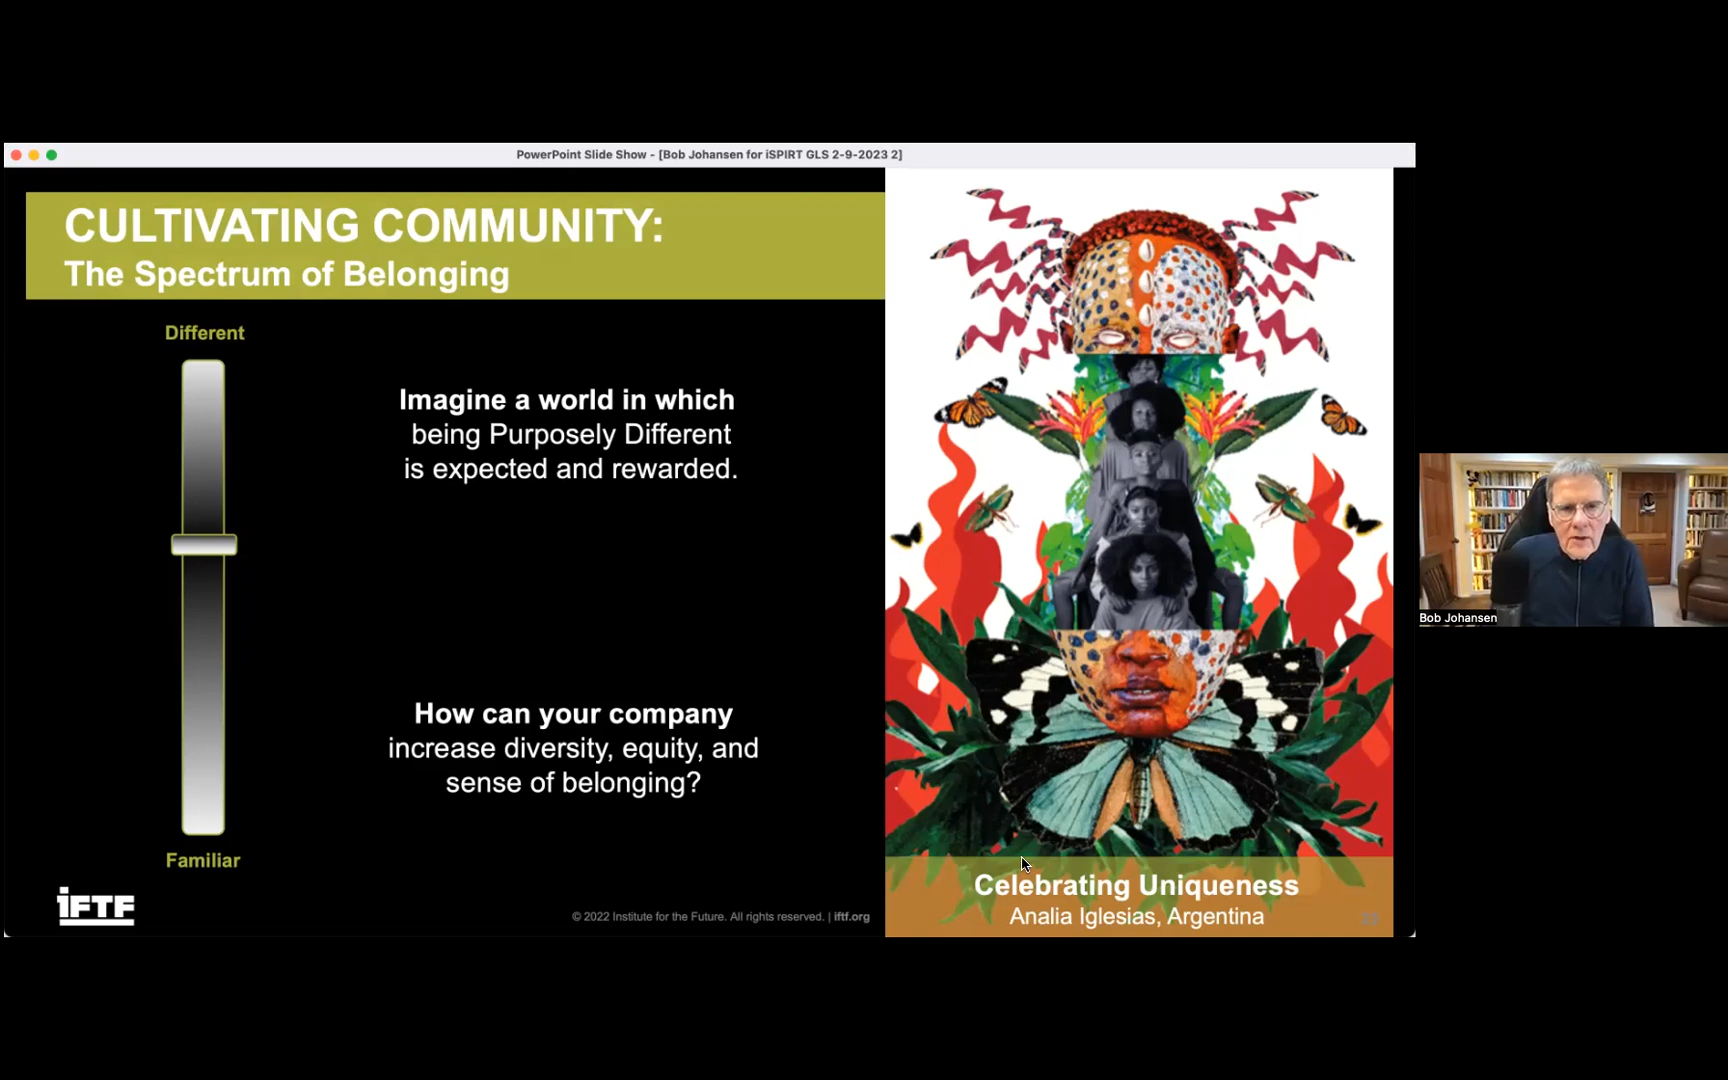 PowerPoint Slide Show - [Bob Johansen for iSPIRT GLS 2-9-2023 2]
CULTIVATING COMMUNITY:
The Spectrum of Belonging
Different
Imagine a world in which
being Purposely Different
is expected and rewarded.
How can your company
increase diversity, equity, and
sense of belonging?
Familiar
iFTF
© 2022 Institute for the Future. All rights reserved. | iftf.org
Celebrating Uniqueness
Analia Iglesias, Argentina
Bob Johansen